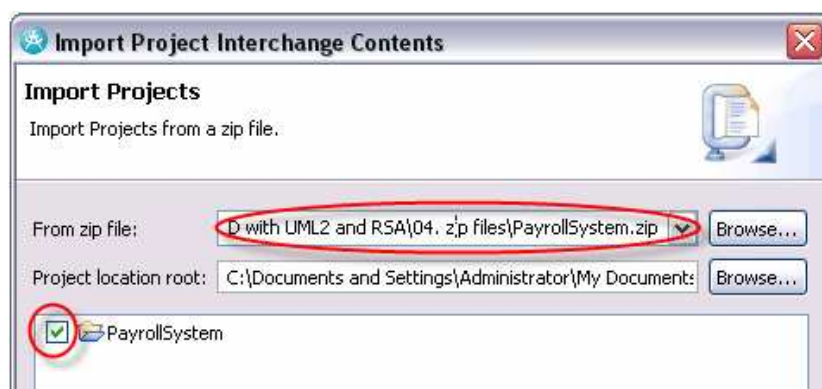 Import Project Interchange Contents
Import Projects
Import Projects from a zip file.
From zip file: D with UML2 and RSA\04. zip files\PayrollSystem.zip Browse...
Project location root: C:\Documents and Settings\Administrator\My Documents Browse...
PayrollSystem